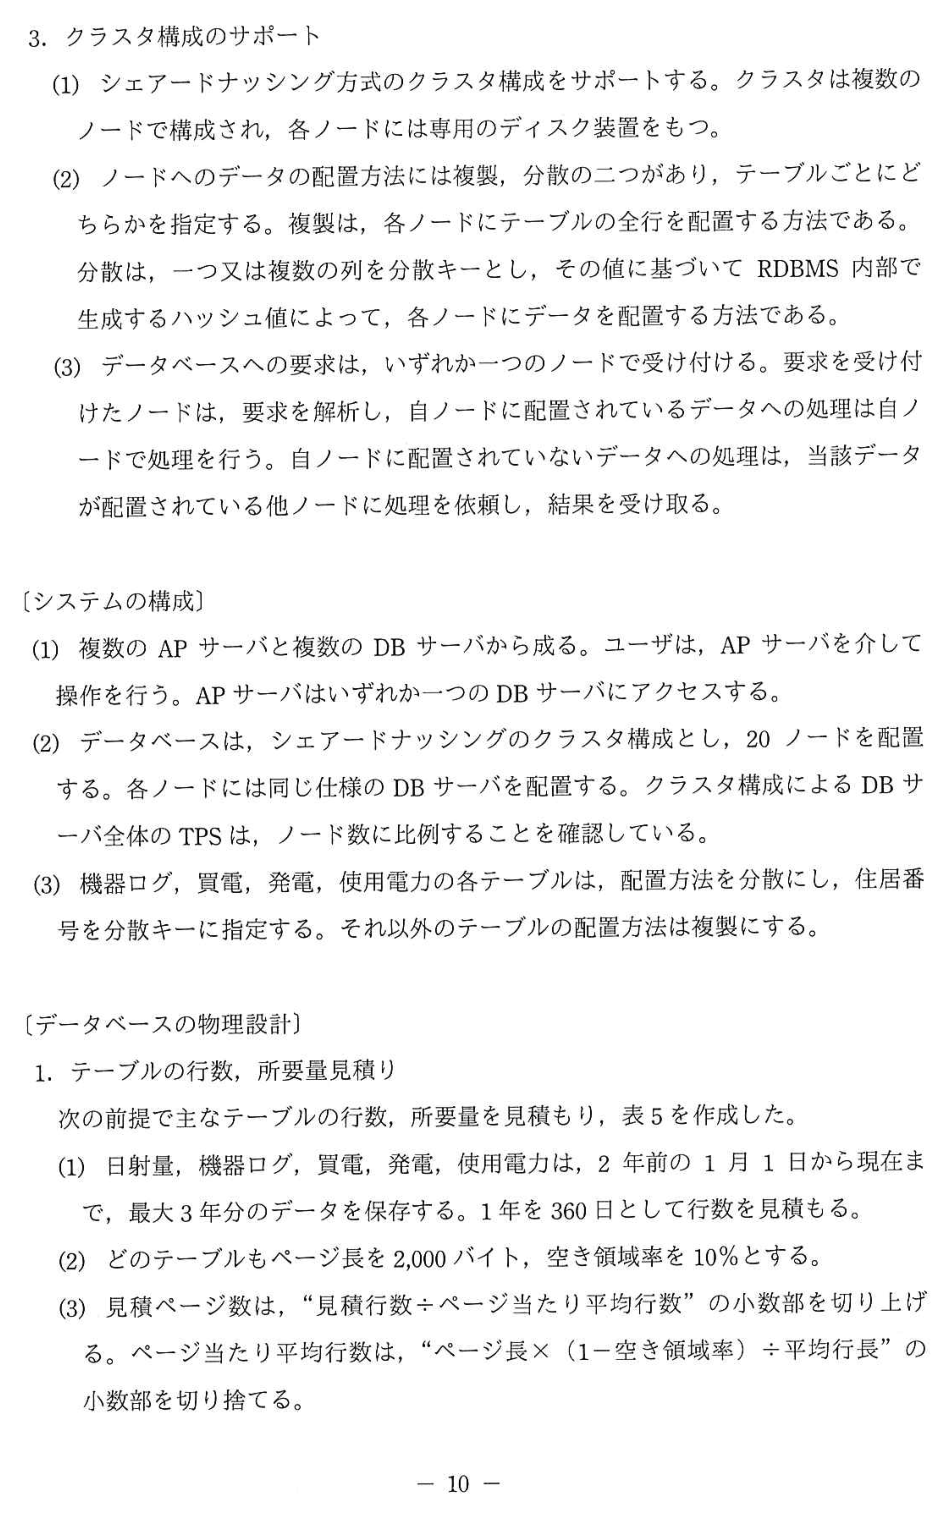 3. クラスタ構成のサポート
(1) シェアードナッシング方式のクラスタ構成をサポートする。クラスタは複数の
ノードで構成され，各ノードには専用のディスク装置をもつ。
(2) ノードへのデータの配置方法には複製，分散の二つがあり，テーブルごとにど
ちらかを指定する。複製は，各ノードにテーブルの全行を配置する方法である。
分散は，一つ又は複数の列を分散キーとし，その値に基づいて RDBMS 内部で
生成するハッシュ値によって，各ノードにデータを配置する方法である。
(3) データベースへの要求は，いずれか一つのノードで受け付ける。要求を受け付
けたノードは，要求を解析し，自ノードに配置されているデータへの処理は自ノ
ードで処理を行う。自ノードに配置されていないデータへの処理は，当該データ
が配置されている他ノードに処理を依頼し，結果を受け取る。
〔システムの構成〕
(1) 複数の AP サーバと複数の DB サーバから成る。ユーザは，AP サーバを介して
操作を行う。AP サーバはいずれか一つの DB サーバにアクセスする。
(2) データベースは，シェアードナッシングのクラスタ構成とし，20 ノードを配置
する。各ノードには同じ仕様の DB サーバを配置する。クラスタ構成による DB サ
ーバ全体の TPS は，ノード数に比例することを確認している。
(3) 機器ログ，買電，発電，使用電力の各テーブルは，配置方法を分散にし，住居番
号を分散キーに指定する。それ以外のテーブルの配置方法は複製にする。
〔データベースの物理設計〕
1. テーブルの行数，所要量見積り
次の前提で主なテーブルの行数，所要量を見積もり，表5を作成した。
(1) 日射量，機器ログ，買電，発電，使用電力は，2 年前の 1 月 1 日から現在ま
で，最大 3 年分のデータを保存する。1 年を 360 日として行数を見積もる。
(2) どのテーブルもページ長を 2,000 バイト，空き領域率を 10%とする。
(3) 見積ページ数は，“見積行数÷ページ当たり平均行数” の小数部を切り上げ
る。ページ当たり平均行数は，“ページ長×（1－空き領域率）÷平均行長” の
小数部を切り捨てる。
－ 10 －